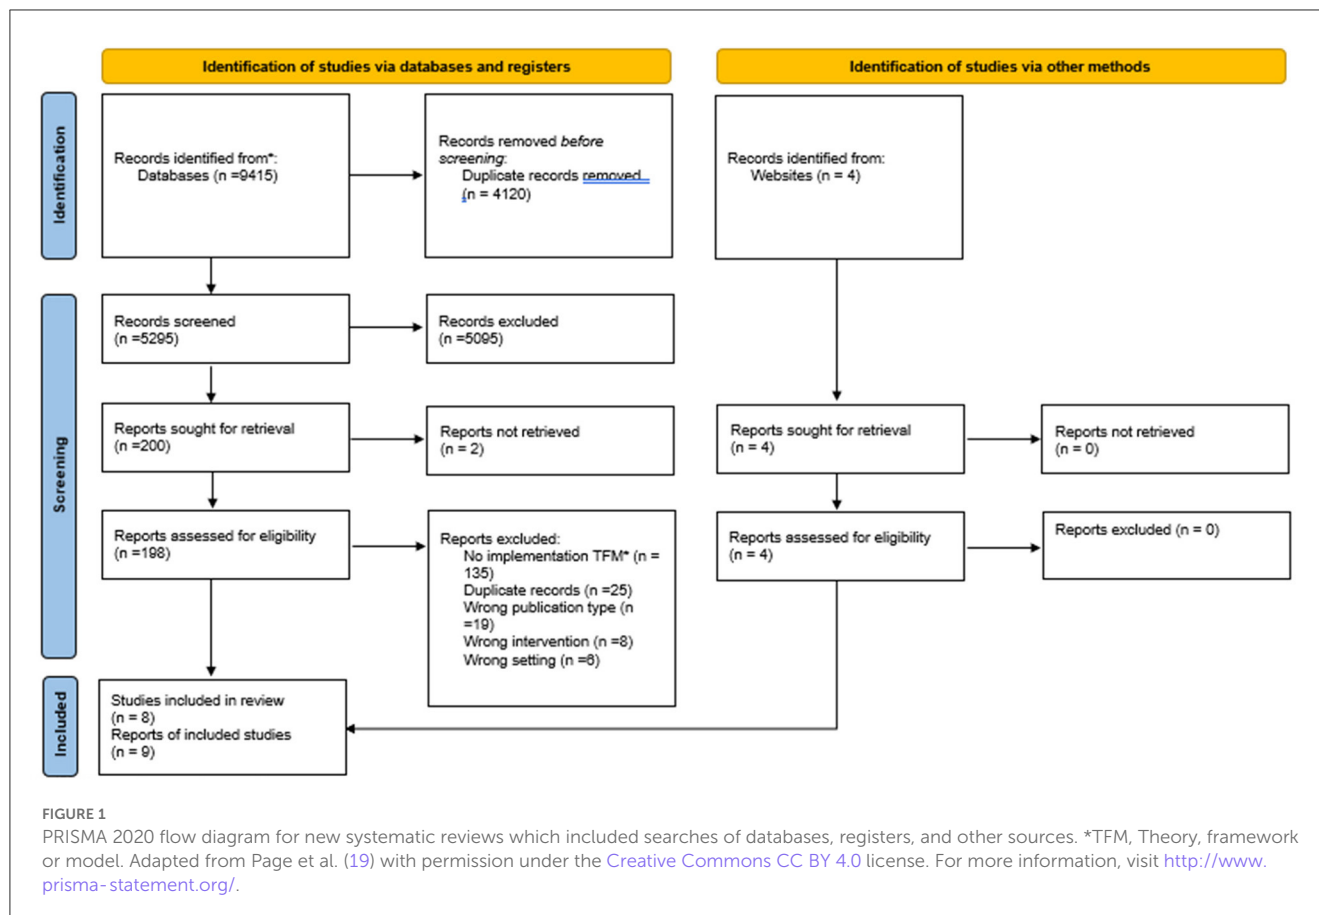 Identification of studies via databases and registers
Identification of studies via other methods
Identification
Records identified from*:
Databases (n =9415)
Records removed before
screening:
Duplicate records removed
(n = 4120)
Records identified from:
Websites (n = 4)
Screening
Records screened
(n =5295)
Records excluded
(n =5095)
Reports sought for retrieval
(n =200)
Reports not retrieved
(n = 2)
Reports sought for retrieval
(n = 4)
Reports not retrieved
(n = 0)
Reports assessed for eligibility
(n =198)
Reports excluded:
No implementation TFM* (n =
135)
Duplicate records (n =25)
Wrong publication type (n
=19)
Wrong intervention (n =8)
Wrong setting (n =6)
Reports assessed for eligibility
(n = 4)
Reports excluded (n = 0)
Included
Studies included in review
(n = 8)
Reports of included studies
(n = 9)
FIGURE 1
PRISMA 2020 flow diagram for new systematic reviews which included searches of databases, registers, and other sources. *TFM, Theory, framework
or model. Adapted from Page et al. (19) with permission under the Creative Commons CC BY 4.0 license. For more information, visit http://www.
prisma-statement.org/.